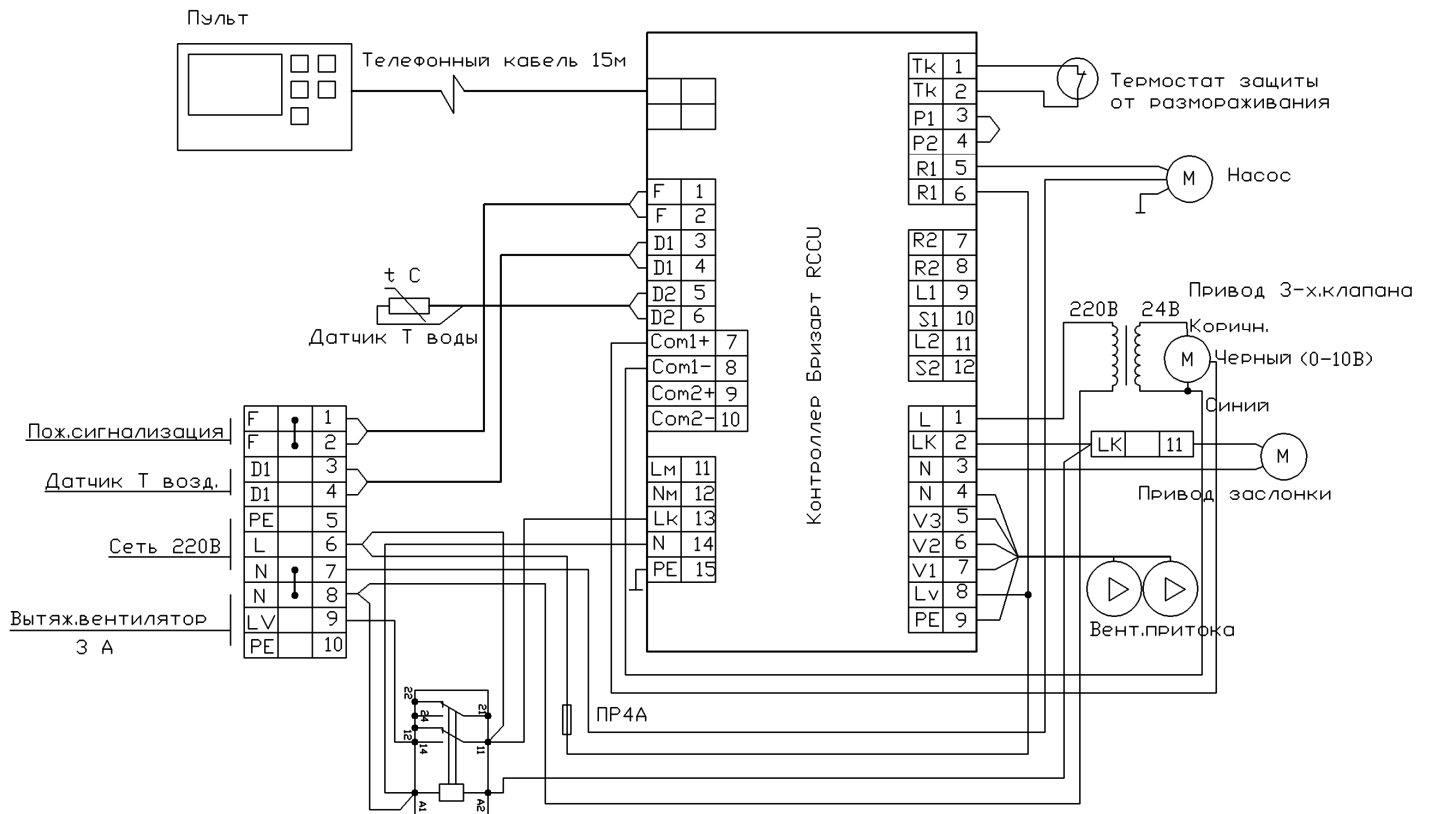 Пульт
Телефонный кабель 15м
Контроллер Бризарт RCCU
Tk 1
Tk 2
P1 3
P2 4
R1 5
R1 6
Термостат защиты
от размораживания
М
Насос
R2 7
R2 8
L1 9
S1 10
L2 11
S2 12
F 1
F 2
D1 3
D1 4
D2 5
D2 6
Com1+ 7
Com1- 8
Com2+ 9
Com2- 10
t C
Датчик Т воды
Lм 11
Nм 12
Lk 13
N 14
PE 15
L 1
LK 2
N 3
N 4
V3 5
V2 6
V1 7
Lv 8
PE 9
Привод 3-х.клапана
220В
24В
Коричн.
М
Черный (0-10В)
Синий
LK 11
М
Привод заслонки
Вент.притока
Пож.сигнализация
Датчик Т возд.
Сеть 220В
Вытяж.вентилятор
3 А
F 1
F 2
D1 3
D1 4
PE 5
L 6
N 7
N 8
LV 9
PE 10
22
24
21
12
14
11
A1
A2
ПР4А